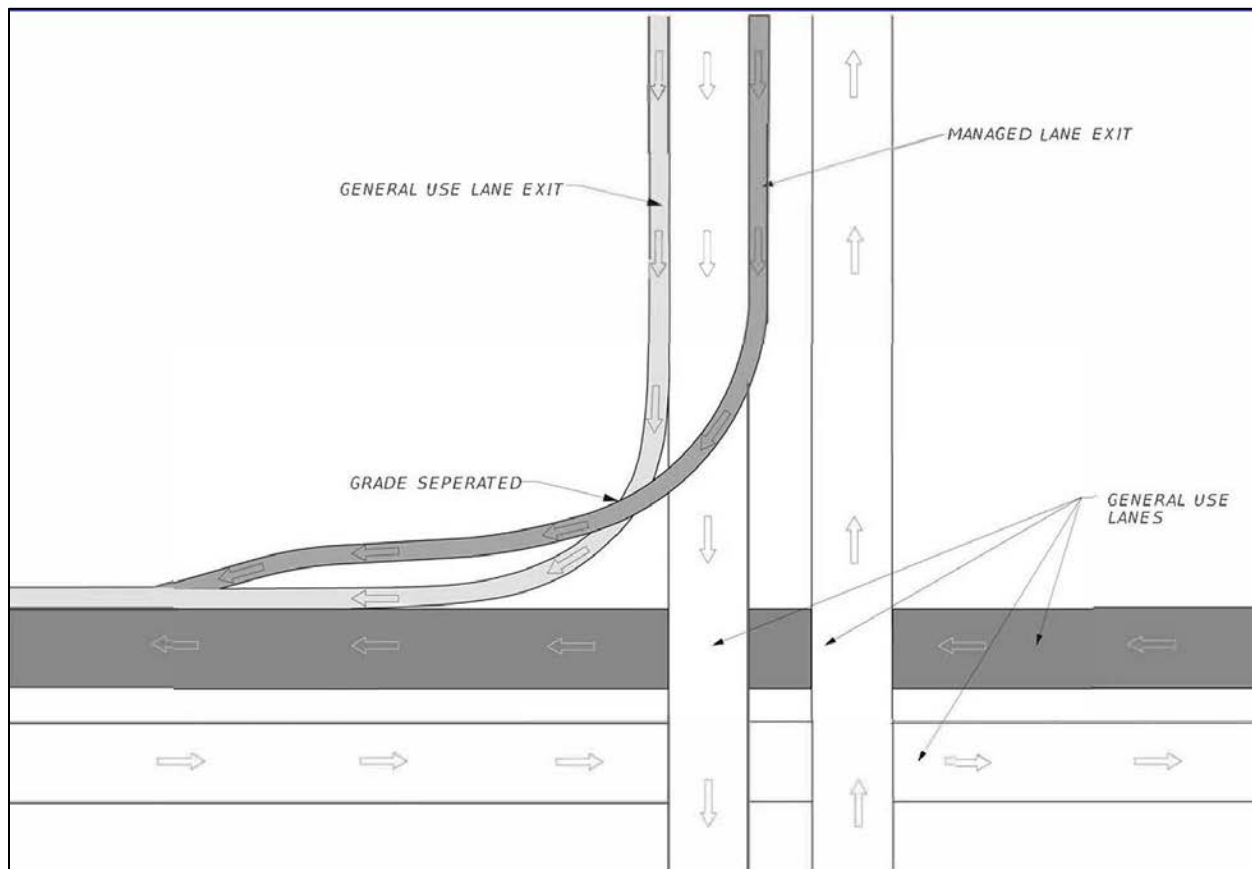 MANAGED LANE EXIT
GENERAL USE LANE EXIT
GRADE SEPERATED
GENERAL USE
LANES